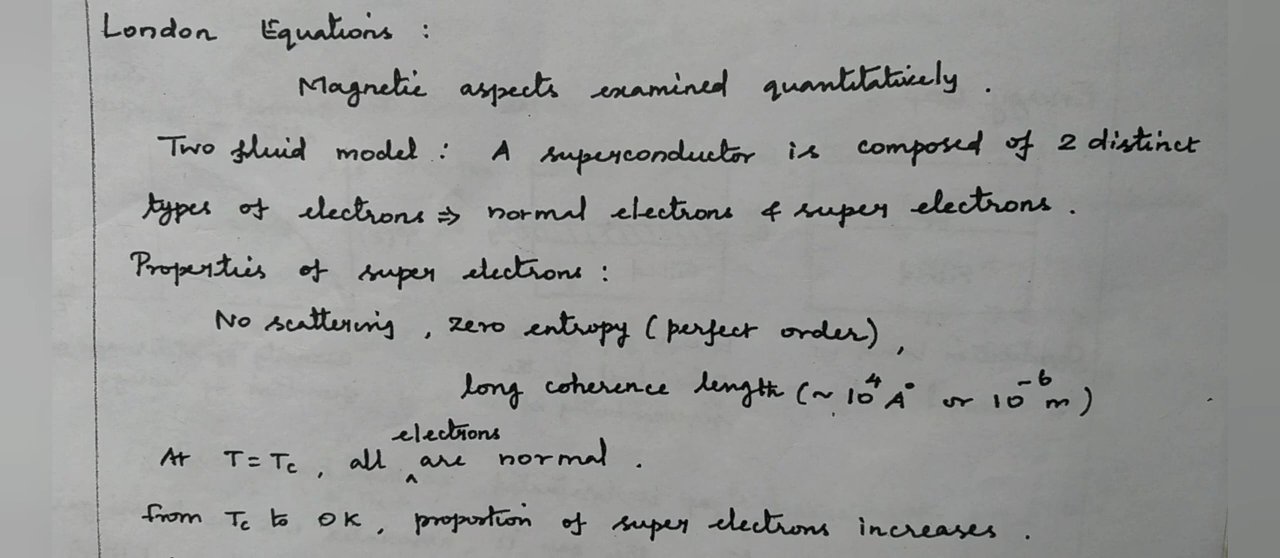 London Equations :
Magnetic aspects examined quantitatively .
Two fluid model : A superconductor is composed of 2 distinct
types of electrons ⇒ normal electrons & super electrons .
Properties of super electrons :
No scattering , zero entropy ( perfect order ) ,
long coherence length ( ~ 10⁴ A° or 10⁻⁶ m )
At T = Tc , all electrons are normal .
from Tc to 0K , proportion of super electrons increases .